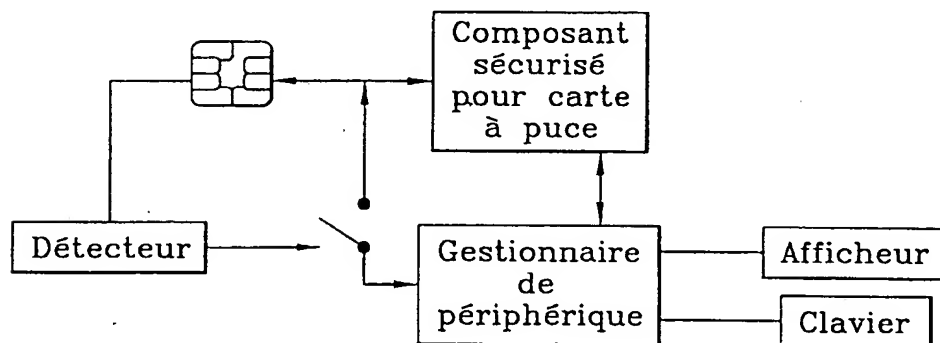 Composant
sécurisé
pour carte
à puce
Détecteur
Gestionnaire
de
périphérique
Afficheur
Clavier